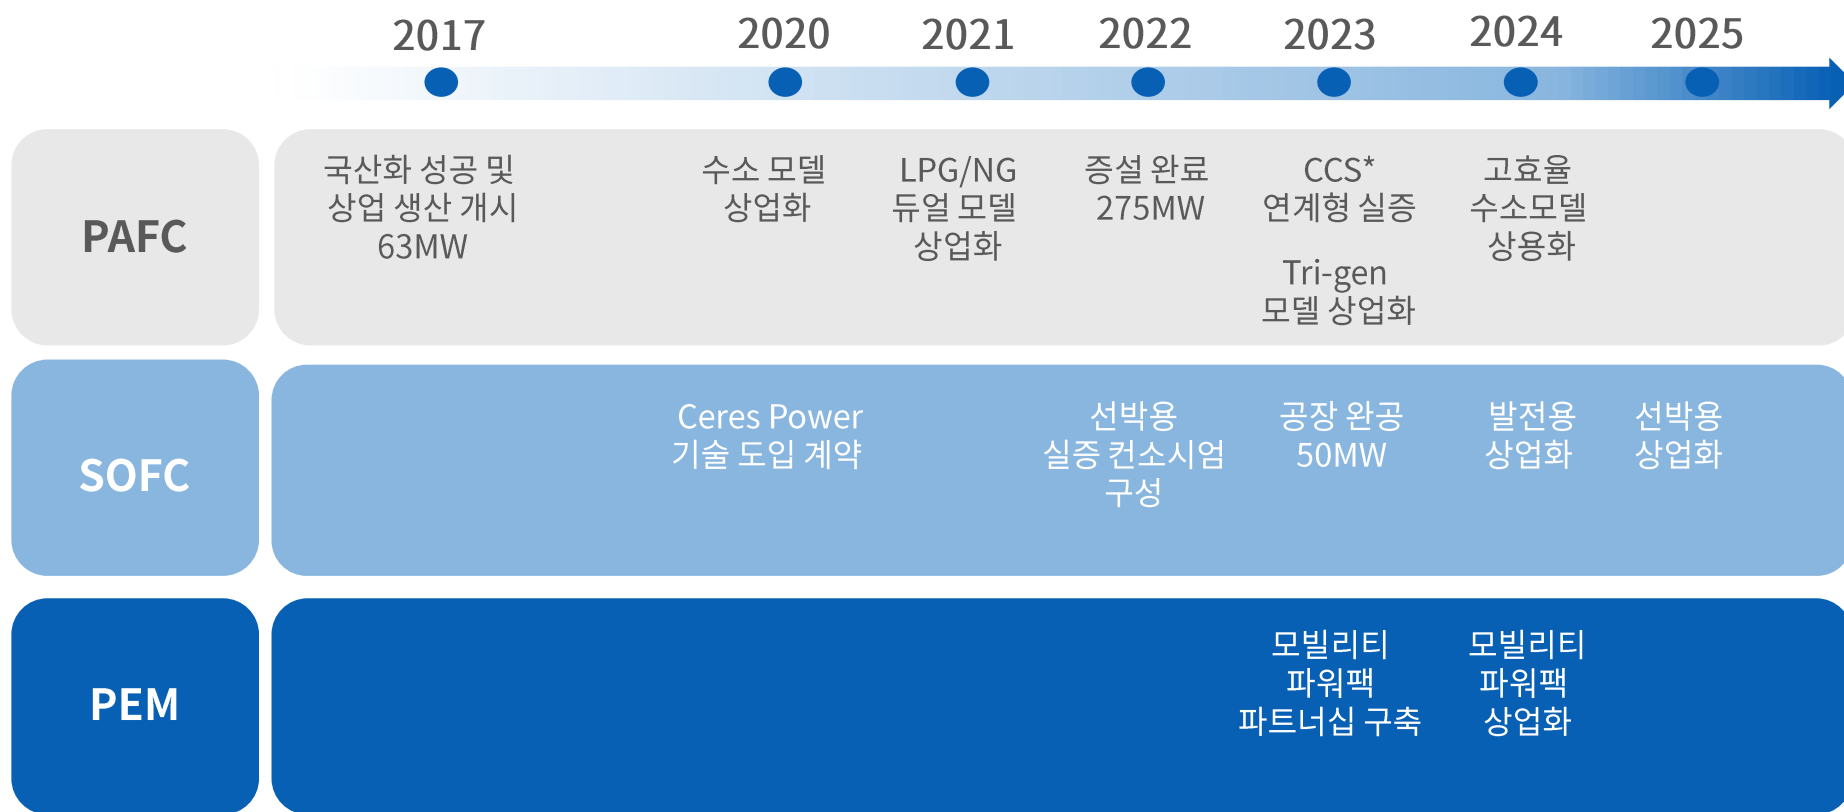 2017
2020
2021
2022
2023
2024
2025
PAFC
국산화 성공 및
상업 생산 개시
63MW
수소 모델
상업화
LPG/NG
듀얼 모델
상업화
증설 완료
275MW
CCS*
연계형 실증
Tri-gen
모델 상업화
고효율
수소모델
상용화
SOFC
Ceres Power
기술 도입 계약
선박용
실증 컨소시엄
구성
공장 완공
50MW
발전용
상업화
선박용
상업화
PEM
모빌리티
파워팩
파트너십 구축
모빌리티
파워팩
상업화